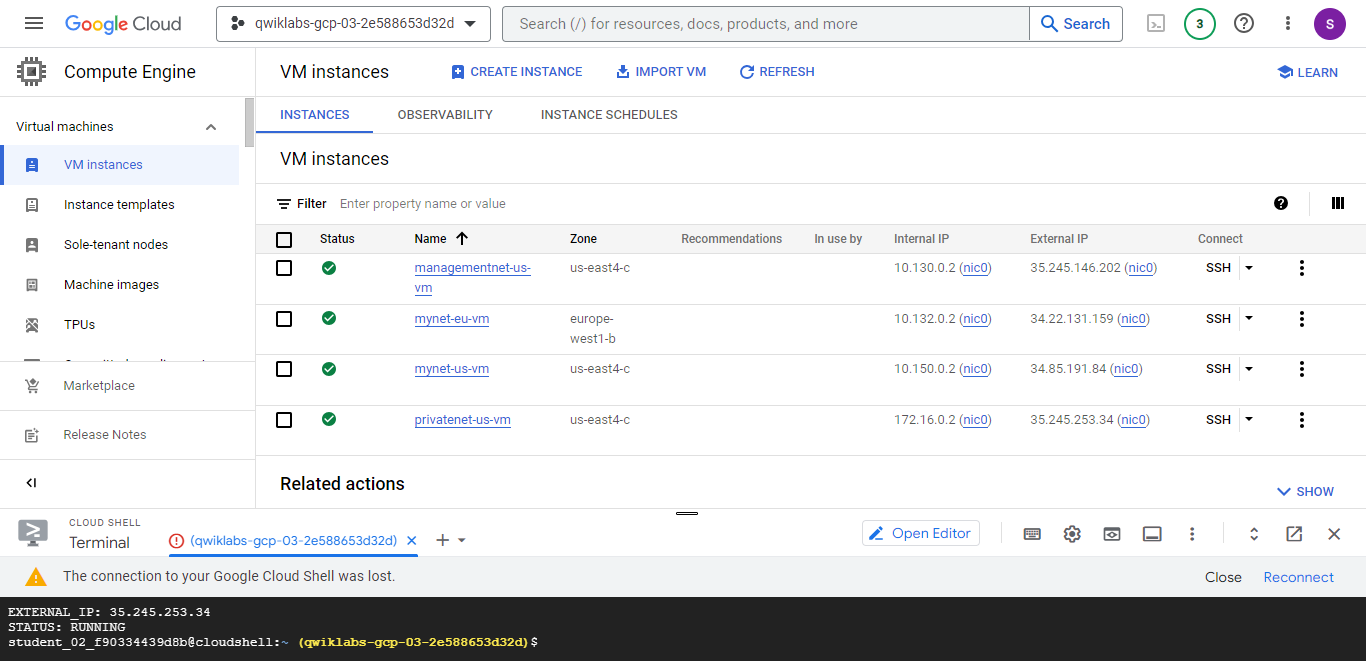 Google Cloud
qwiklabs-gcp-03-2e588653d32d
Search (/) for resources, docs, products, and more
Search
3
S
Compute Engine
VM instances
CREATE INSTANCE
IMPORT VM
REFRESH
LEARN
Virtual machines
VM instances
Instance templates
Sole-tenant nodes
Machine images
TPUs
Marketplace
Release Notes
INSTANCES
OBSERVABILITY
INSTANCE SCHEDULES
VM instances
Filter
Enter property name or value
Status Name Zone Recommendations In use by Internal IP External IP Connect
managementnet-us-
vm
us-east4-c 10.130.0.2 (nic0) 35.245.146.202 (nic0) SSH
mynet-eu-vm
europe-
west1-b
10.132.0.2 (nic0) 34.22.131.159 (nic0) SSH
mynet-us-vm us-east4-c 10.150.0.2 (nic0) 34.85.191.84 (nic0) SSH
privatenet-us-vm us-east4-c 172.16.0.2 (nic0) 35.245.253.34 (nic0) SSH
Related actions
SHOW
CLOUD SHELL
Terminal
(qwiklabs-gcp-03-2e588653d32d)
Open Editor
The connection to your Google Cloud Shell was lost.
Close
Reconnect
EXTERNAL_IP: 35.245.253.34
STATUS: RUNNING
student_02_f90334439d8b@cloudshell:~ (qwiklabs-gcp-03-2e588653d32d)$